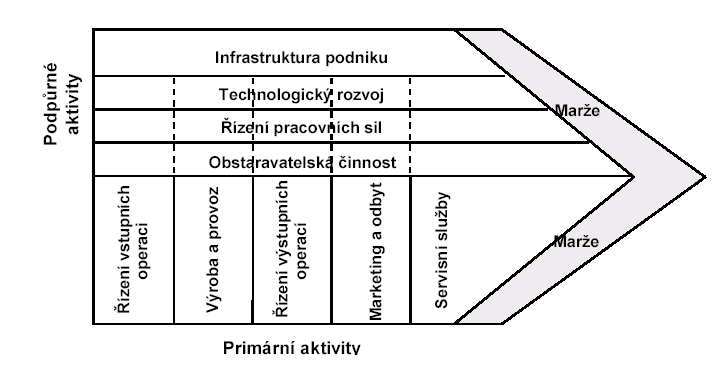 Podpůrné
aktivity
Infrastruktura podniku
Technologický rozvoj
Řízení pracovních sil
Obstaravatelská činnost
Marže
Marže
Řízení vstupních
operací
Výroba a provoz
Řízení výstupních
operací
Marketing a odbyt
Servisní služby
Primární aktivity